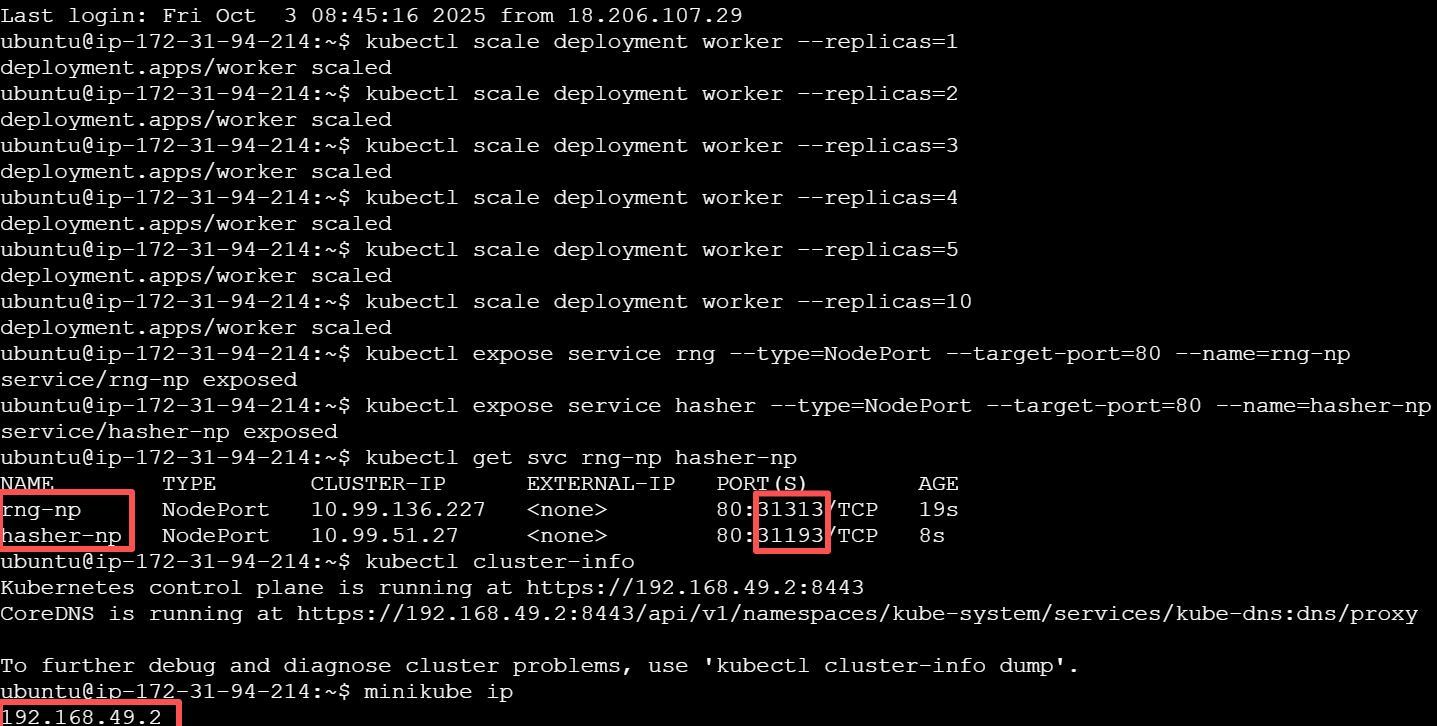 Last login: Fri Oct  3 08:45:16 2025 from 18.206.107.29
ubuntu@ip-172-31-94-214:~$ kubectl scale deployment worker --replicas=1
deployment.apps/worker scaled
ubuntu@ip-172-31-94-214:~$ kubectl scale deployment worker --replicas=2
deployment.apps/worker scaled
ubuntu@ip-172-31-94-214:~$ kubectl scale deployment worker --replicas=3
deployment.apps/worker scaled
ubuntu@ip-172-31-94-214:~$ kubectl scale deployment worker --replicas=4
deployment.apps/worker scaled
ubuntu@ip-172-31-94-214:~$ kubectl scale deployment worker --replicas=5
deployment.apps/worker scaled
ubuntu@ip-172-31-94-214:~$ kubectl scale deployment worker --replicas=10
deployment.apps/worker scaled
ubuntu@ip-172-31-94-214:~$ kubectl expose service rng --type=NodePort --target-port=80 --name=rng-np
service/rng-np exposed
ubuntu@ip-172-31-94-214:~$ kubectl expose service hasher --type=NodePort --target-port=80 --name=hasher-np
service/hasher-np exposed
ubuntu@ip-172-31-94-214:~$ kubectl get svc rng-np hasher-np
NAME        TYPE       CLUSTER-IP      EXTERNAL-IP   PORT(S)        AGE
rng-np      NodePort   10.99.136.227   <none>        80:31313/TCP   19s
hasher-np   NodePort   10.99.51.27     <none>        80:31193/TCP   8s
ubuntu@ip-172-31-94-214:~$ kubectl cluster-info
Kubernetes control plane is running at https://192.168.49.2:8443
CoreDNS is running at https://192.168.49.2:8443/api/v1/namespaces/kube-system/services/kube-dns:dns/proxy
To further debug and diagnose cluster problems, use 'kubectl cluster-info dump'.
ubuntu@ip-172-31-94-214:~$ minikube ip
192.168.49.2